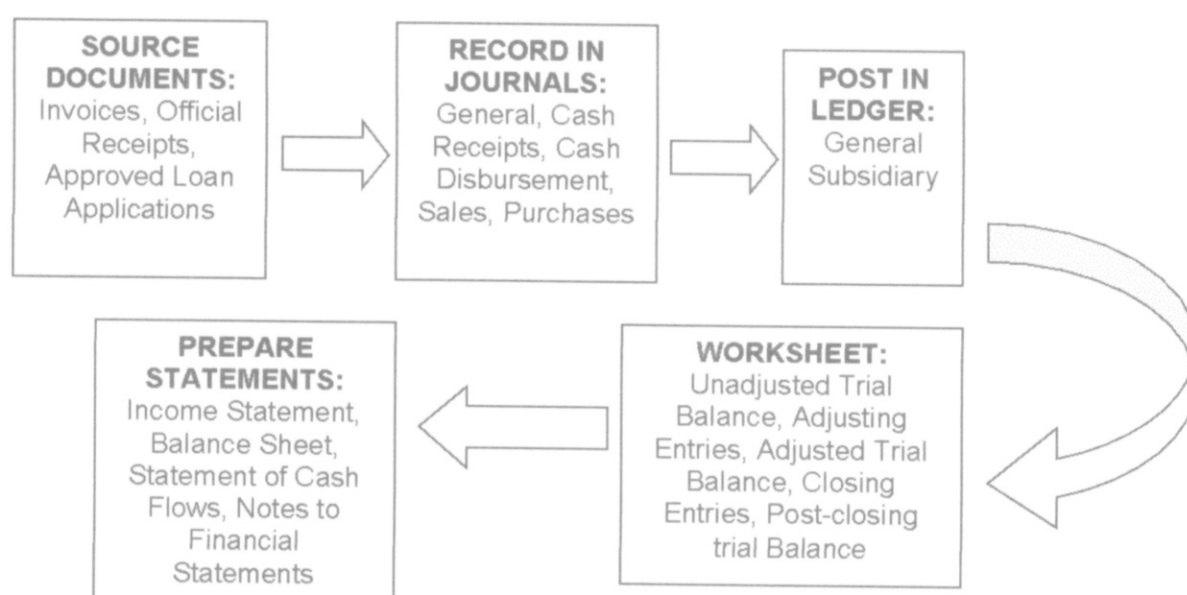 SOURCE
DOCUMENTS:
Invoices, Official
Receipts,
Approved Loan
Applications
RECORD IN
JOURNALS:
General, Cash
Receipts, Cash
Disbursement,
Sales, Purchases
POST IN
LEDGER:
General
Subsidiary
WORKSHEET:
Unadjusted Trial
Balance, Adjusting
Entries, Adjusted Trial
Balance, Closing
Entries, Post-closing
trial Balance
PREPARE
STATEMENTS:
Income Statement,
Balance Sheet,
Statement of Cash
Flows, Notes to
Financial
Statements